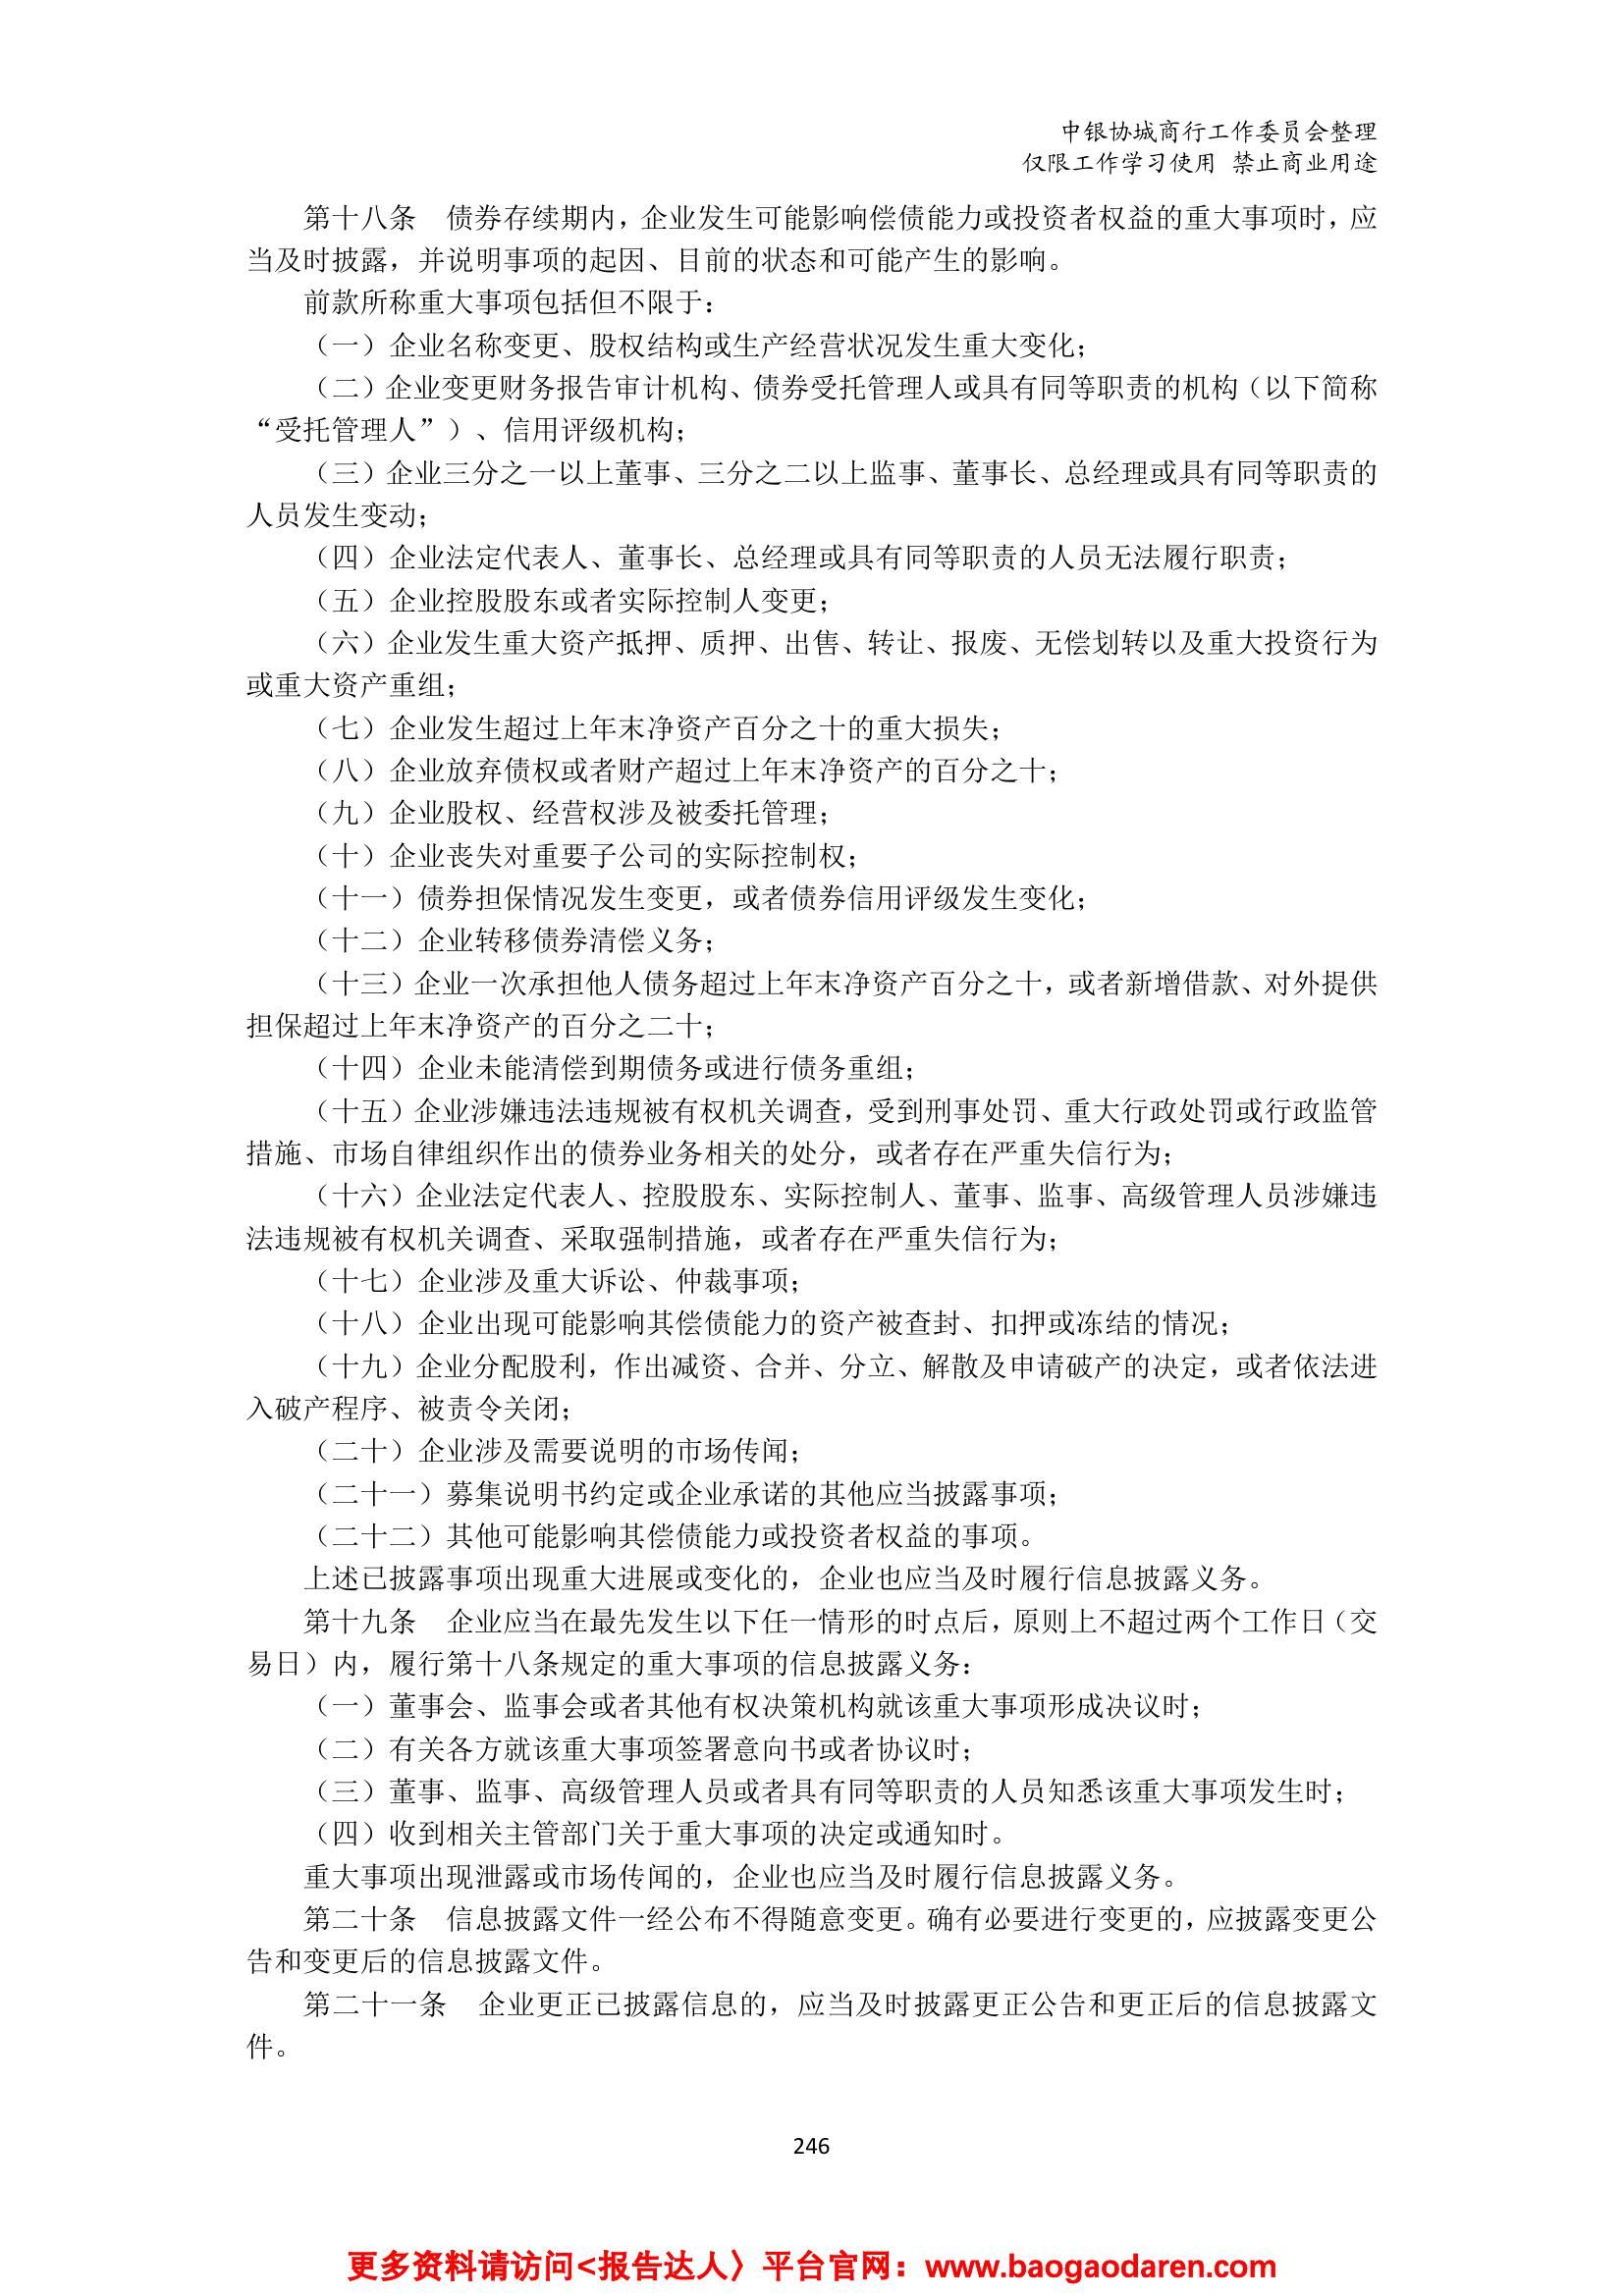 中银协城商行工作委员会整理
仅限工作学习使用 禁止商业用途
第十八条　债券存续期内，企业发生可能影响偿债能力或投资者权益的重大事项时，应
当及时披露，并说明事项的起因、目前的状态和可能产生的影响。
前款所称重大事项包括但不限于：
（一）企业名称变更、股权结构或生产经营状况发生重大变化；
（二）企业变更财务报告审计机构、债券受托管理人或具有同等职责的机构（以下简称
“受托管理人”）、信用评级机构；
（三）企业三分之一以上董事、三分之二以上监事、董事长、总经理或具有同等职责的
人员发生变动；
（四）企业法定代表人、董事长、总经理或具有同等职责的人员无法履行职责；
（五）企业控股股东或者实际控制人变更；
（六）企业发生重大资产抵押、质押、出售、转让、报废、无偿划转以及重大投资行为
或重大资产重组；
（七）企业发生超过上年末净资产百分之十的重大损失；
（八）企业放弃债权或者财产超过上年末净资产的百分之十；
（九）企业股权、经营权涉及被委托管理；
（十）企业丧失对重要子公司的实际控制权；
（十一）债券担保情况发生变更，或者债券信用评级发生变化；
（十二）企业转移债券清偿义务；
（十三）企业一次承担他人债务超过上年末净资产百分之十，或者新增借款、对外提供
担保超过上年末净资产的百分之二十；
（十四）企业未能清偿到期债务或进行债务重组；
（十五）企业涉嫌违法违规被有权机关调查，受到刑事处罚、重大行政处罚或行政监管
措施、市场自律组织作出的债券业务相关的处分，或者存在严重失信行为；
（十六）企业法定代表人、控股股东、实际控制人、董事、监事、高级管理人员涉嫌违
法违规被有权机关调查、采取强制措施，或者存在严重失信行为；
（十七）企业涉及重大诉讼、仲裁事项；
（十八）企业出现可能影响其偿债能力的资产被查封、扣押或冻结的情况；
（十九）企业分配股利，作出减资、合并、分立、解散及申请破产的决定，或者依法进
入破产程序、被责令关闭；
（二十）企业涉及需要说明的市场传闻；
（二十一）募集说明书约定或企业承诺的其他应当披露事项；
（二十二）其他可能影响其偿债能力或投资者权益的事项。
上述已披露事项出现重大进展或变化的，企业也应当及时履行信息披露义务。
第十九条　企业应当在最先发生以下任一情形的时点后，原则上不超过两个工作日（交
易日）内，履行第十八条规定的重大事项的信息披露义务：
（一）董事会、监事会或者其他有权决策机构就该重大事项形成决议时；
（二）有关各方就该重大事项签署意向书或者协议时；
（三）董事、监事、高级管理人员或者具有同等职责的人员知悉该重大事项发生时；
（四）收到相关主管部门关于重大事项的决定或通知时。
重大事项出现泄露或市场传闻的，企业也应当及时履行信息披露义务。
第二十条　信息披露文件一经公布不得随意变更。确有必要进行变更的，应披露变更公
告和变更后的信息披露文件。
第二十一条　企业更正已披露信息的，应当及时披露更正公告和更正后的信息披露文
件。
246
更多资料请访问<报告达人〉平台官网：www.baogaodaren.com